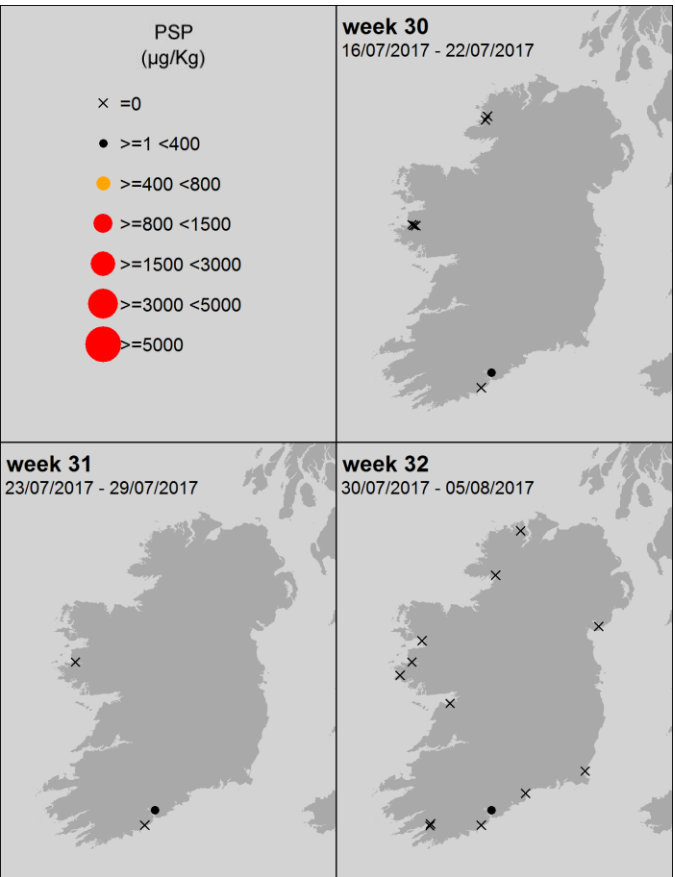 PSP
(µg/Kg)
=0
>=1 <400
>=400 <800
>=800 <1500
>=1500 <3000
>=3000 <5000
>=5000
week 30
16/07/2017 - 22/07/2017
week 31
23/07/2017 - 29/07/2017
week 32
30/07/2017 - 05/08/2017